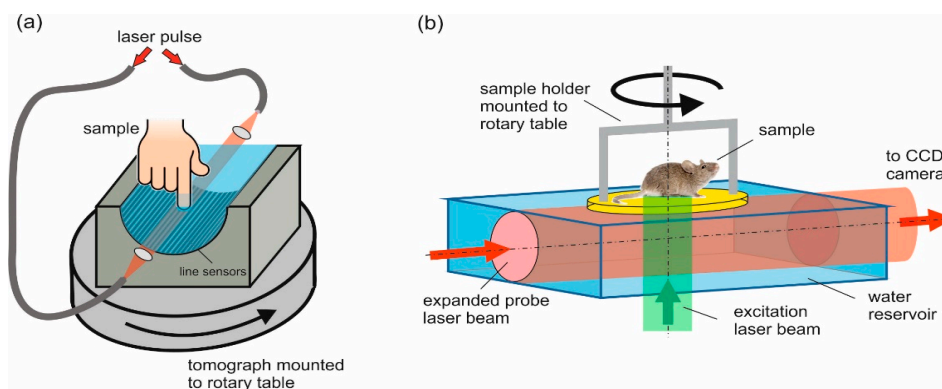 (a)
laser pulse
sample
line sensors
tomograph mounted
to rotary table
(b)
sample holder
mounted to
rotary table
sample
to CCD
camera
expanded probe
laser beam
excitation
laser beam
water
reservoir